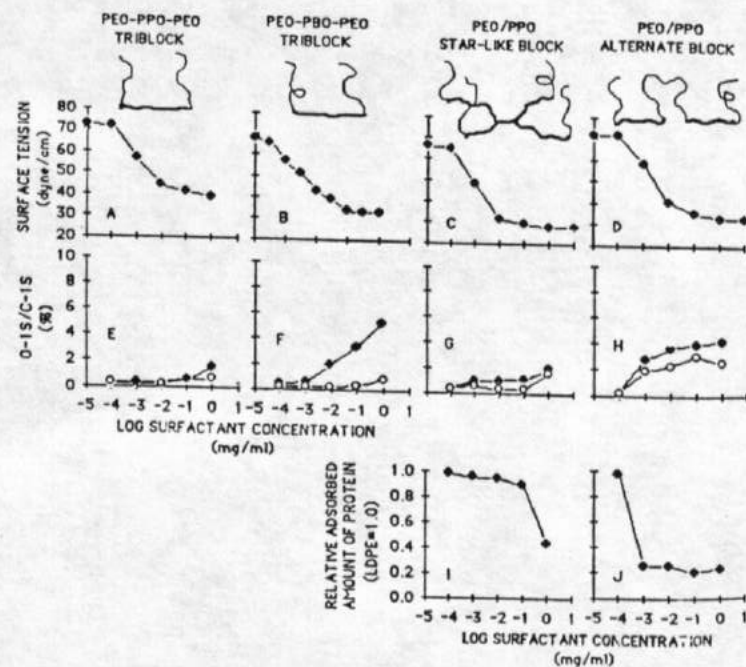 PEO-PPO-PEO
TRIBLOCK
PEO-PBO-PEO
TRIBLOCK
PEO/PPO
STAR-LIKE BLOCK
PEO/PPO
ALTERNATE BLOCK
SURFACE TENSION
(dyne/cm)
80
70
60
50
40
30
20
A
B
C
D
O-1S/C-1S
(%)
10
8
6
4
2
0
E
F
G
H
-5 -4 -3 -2 -1 0 1
-5 -4 -3 -2 -1 0 1
LOG SURFACTANT CONCENTRATION
(mg/ml)
RELATIVE ADSORBED
AMOUNT OF PROTEIN
(LDPE=1.0)
1.0
0.8
0.6
0.4
0.2
0.0
I
J
-5 -4 -3 -2 -1 0 1
-5 -4 -3 -2 -1 0 1
LOG SURFACTANT CONCENTRATION
(mg/ml)